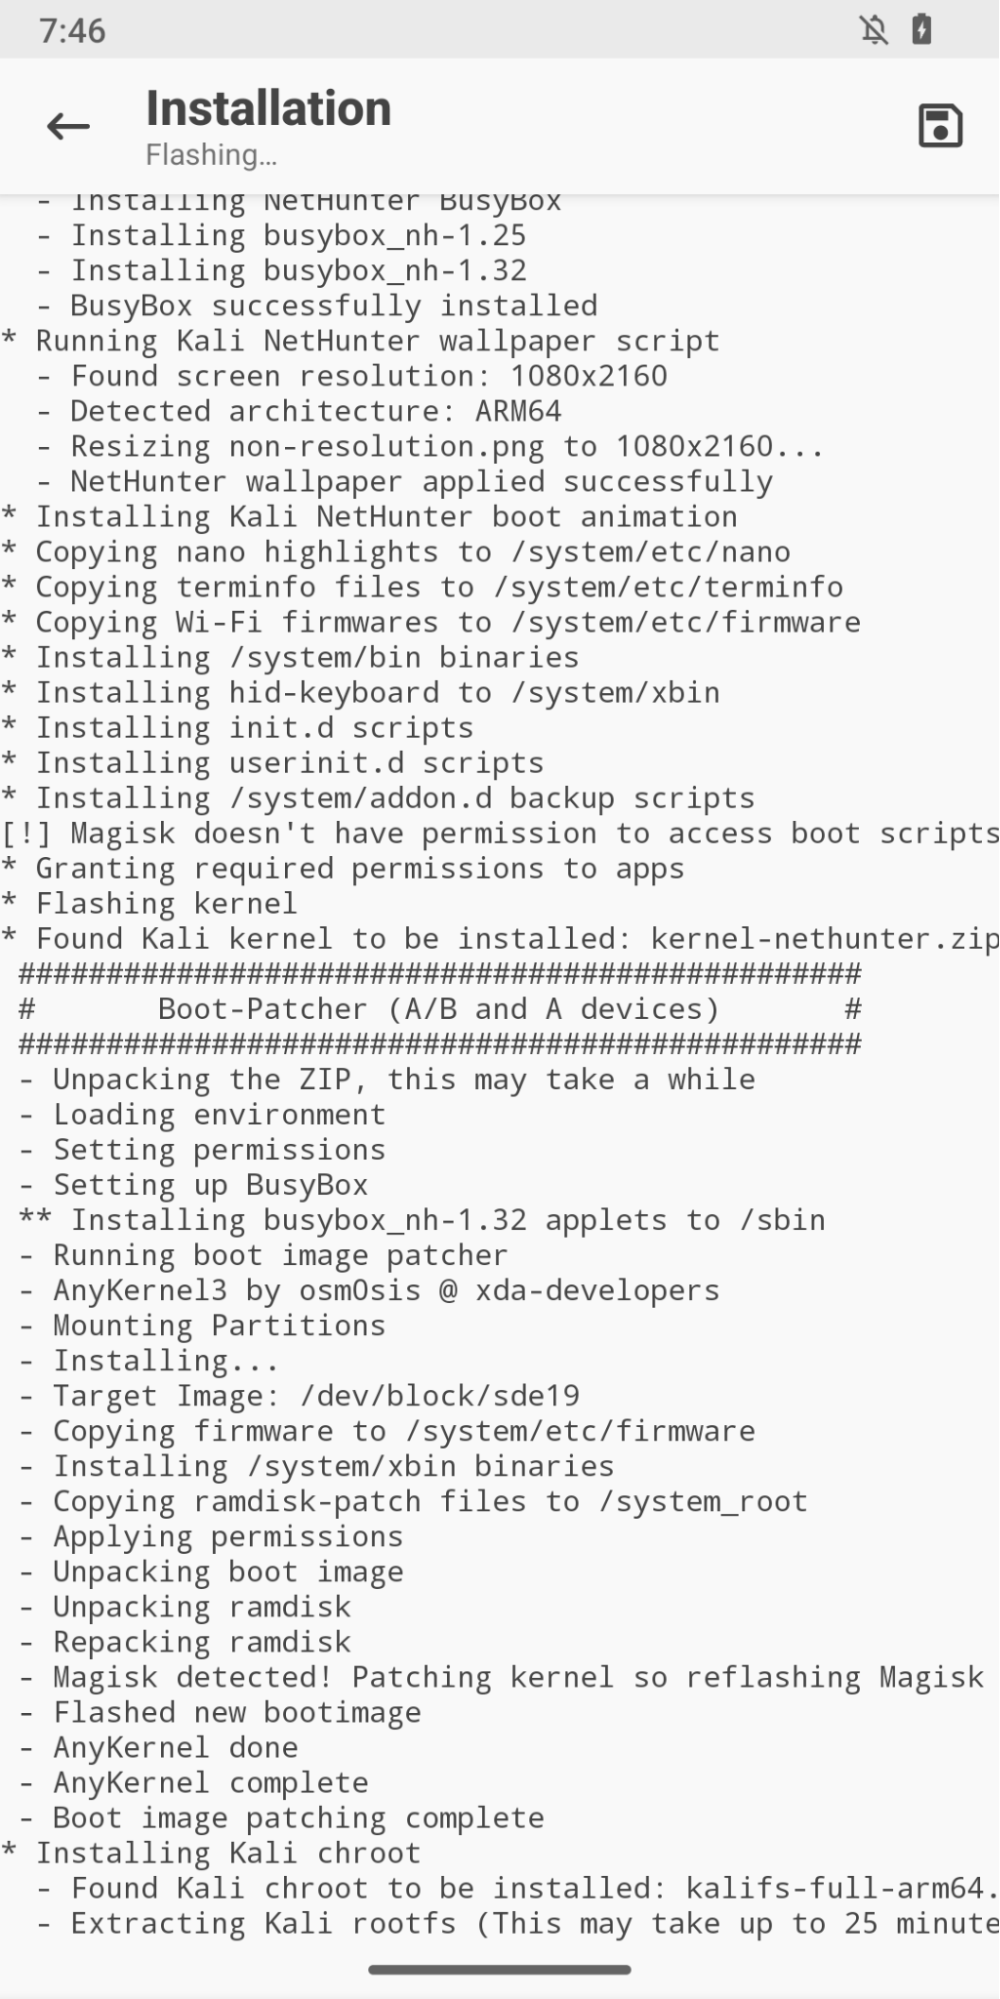 7:46
Installation
Flashing...
- Installing NetHunter BusyBox
- Installing busybox_nh-1.25
- Installing busybox_nh-1.32
- BusyBox successfully installed
* Running Kali NetHunter wallpaper script
- Found screen resolution: 1080x2160
- Detected architecture: ARM64
- Resizing non-resolution.png to 1080x2160...
- NetHunter wallpaper applied successfully
* Installing Kali NetHunter boot animation
* Copying nano highlights to /system/etc/nano
* Copying terminfo files to /system/etc/terminfo
* Copying Wi-Fi firmwares to /system/etc/firmware
* Installing /system/bin binaries
* Installing hid-keyboard to /system/xbin
* Installing init.d scripts
* Installing userinit.d scripts
* Installing /system/addon.d backup scripts
[!] Magisk doesn't have permission to access boot scripts
* Granting required permissions to apps
* Flashing kernel
* Found Kali kernel to be installed: kernel-nethunter.zip
################################################
#       Boot-Patcher (A/B and A devices)       #
################################################
- Unpacking the ZIP, this may take a while
- Loading environment
- Setting permissions
- Setting up BusyBox
** Installing busybox_nh-1.32 applets to /sbin
- Running boot image patcher
- AnyKernel3 by osm0sis @ xda-developers
- Mounting Partitions
- Installing...
- Target Image: /dev/block/sde19
- Copying firmware to /system/etc/firmware
- Installing /system/xbin binaries
- Copying ramdisk-patch files to /system_root
- Applying permissions
- Unpacking boot image
- Unpacking ramdisk
- Repacking ramdisk
- Magisk detected! Patching kernel so reflashing Magisk
- Flashed new bootimage
- AnyKernel done
- AnyKernel complete
- Boot image patching complete
* Installing Kali chroot
- Found Kali chroot to be installed: kalifs-full-arm64.
- Extracting Kali rootfs (This may take up to 25 minute